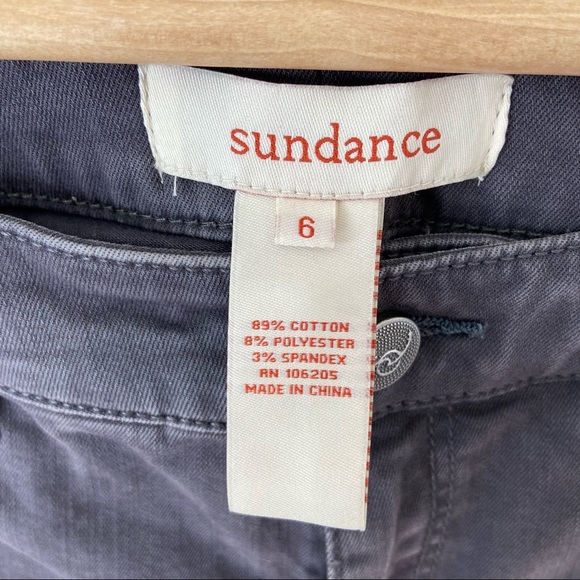 sundance
6
89% COTTON
8% POLYESTER
3% SPANDEX
RN 106205
MADE IN CHINA